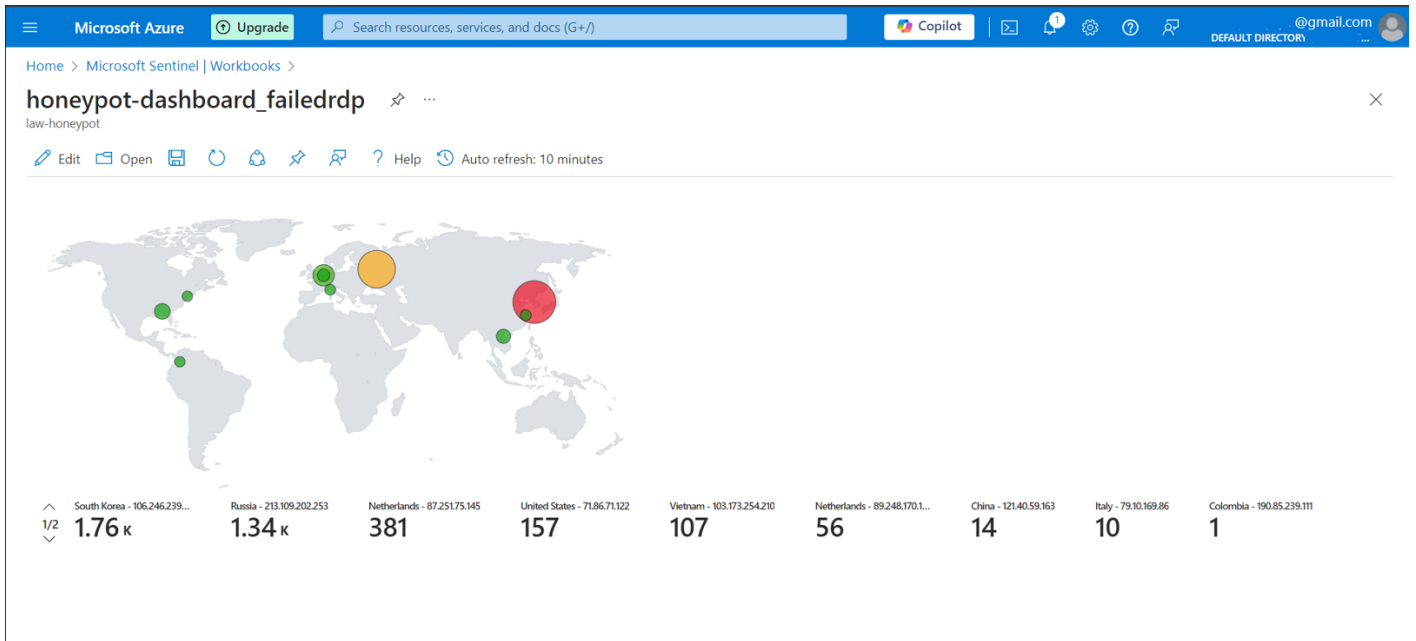 Microsoft Azure Upgrade Search resources, services, and docs (G+/) Copilot 1 @gmail.com
DEFAULT DIRECTORY ...
Home > Microsoft Sentinel | Workbooks >
honeypot-dashboard_failedrdp ...
law-honeypot
Edit Open ? Help Auto refresh: 10 minutes
South Korea - 106.246.239... Russia - 213.109.202.253 Netherlands - 87.251.75.145 United States - 71.86.71.122 Vietnam - 103.173.254.210 Netherlands - 89.248.170.1... China - 121.40.59.163 Italy - 79.10.169.86 Colombia - 190.85.239.111
1/2 1.76 K 1.34 K 381 157 107 56 14 10 1